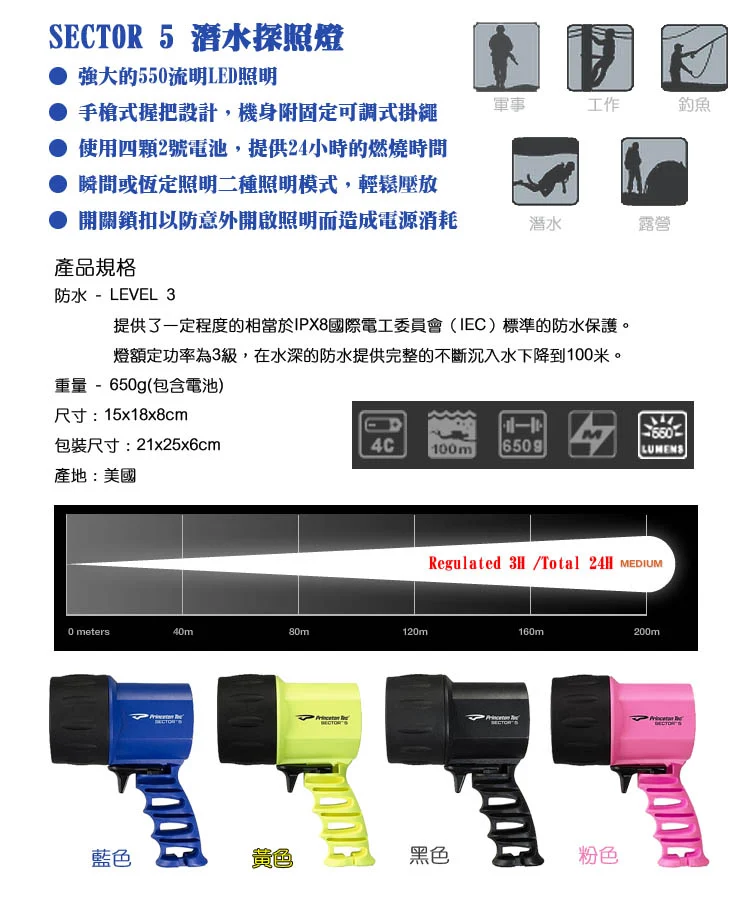 SECTOR 5 潛水探照燈
● 強大的550流明LED照明
● 手槍式握把設計，機身附固定可調式掛繩
● 使用四顆2號電池，提供24小時的燃燒時間
● 瞬間或恆定照明二種照明模式，輕鬆壓放
● 開關鎖扣以防意外開啟照明而造成電源消耗
軍事
工作
釣魚
潛水
露營
產品規格
防水 - LEVEL 3
提供了一定程度的相當於IPX8國際電工委員會（IEC）標準的防水保護。
燈額定功率為3級，在水深的防水提供完整的不斷沉入水下降到100米。
重量 - 650g(包含電池)
尺寸：15x18x8cm
包裝尺寸：21x25x6cm
產地：美國
4C
100m
650g
M
550
LUMENS
Regulated 3H /Total 24H MEDIUM
0 meters 40m 80m 120m 160m 200m
Princeton Tec
SECTOR 5
Princeton Tec
SECTOR 5
Princeton Tec
SECTOR 5
Princeton Tec
SECTOR 5
藍色
黃色
黑色
粉色